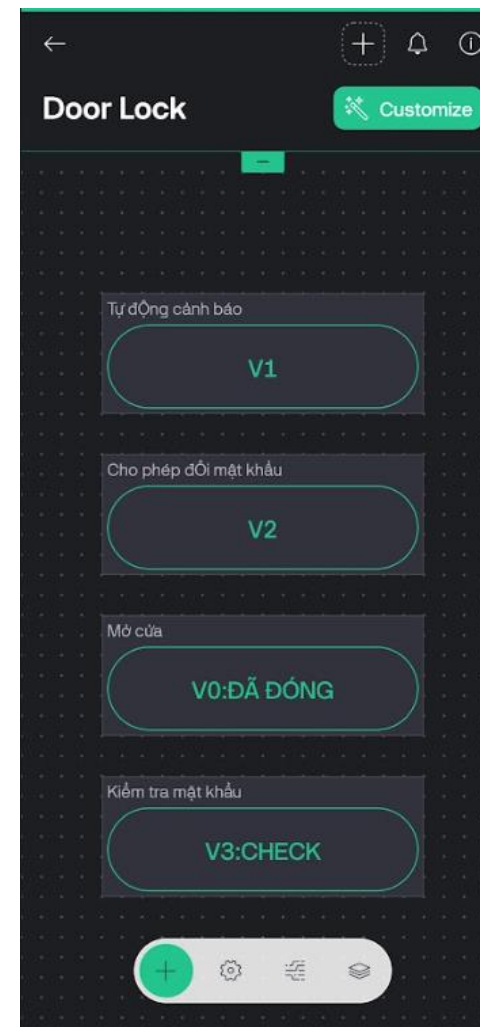 Door Lock
Customize
Tự động cảnh báo
V1
Cho phép đổi mật khẩu
V2
Mở cửa
V0:ĐÃ ĐÓNG
Kiểm tra mật khẩu
V3:CHECK